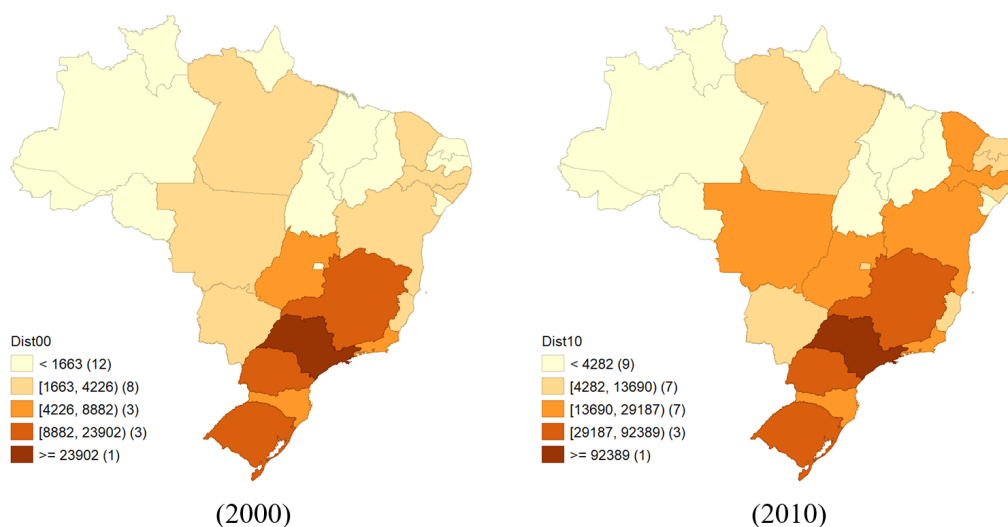 Dist00
< 1663 (12)
[1663, 4226) (8)
[4226, 8882) (3)
[8882, 23902) (3)
>= 23902 (1)
(2000)
Dist10
< 4282 (9)
[4282, 13690) (7)
[13690, 29187) (7)
[29187, 92389) (3)
>= 92389 (1)
(2010)